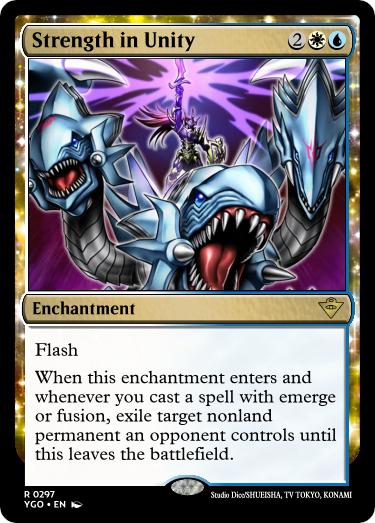 Strength in Unity 2
Enchantment
Flash
When this enchantment enters and
whenever you cast a spell with emerge
or fusion, exile target nonland
permanent an opponent controls until
this leaves the battlefield.
R 0297
YGO • EN Studio Dice/SHUEISHA, TV TOKYO, KONAMI